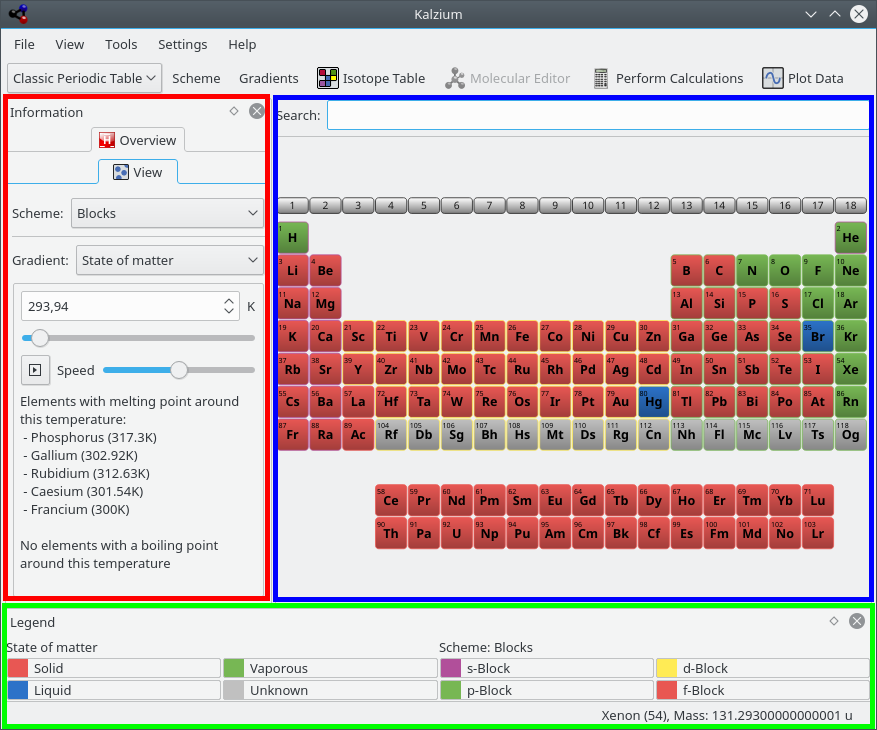 Kalzium
File View Tools Settings Help
Classic Periodic Table Scheme Gradients Isotope Table Molecular Editor Perform Calculations Plot Data
Information
Overview
View
Scheme: Blocks
Gradient: State of matter
293,94 K
Speed
Elements with melting point around
this temperature:
- Phosphorus (317.3K)
- Gallium (302.92K)
- Rubidium (312.63K)
- Caesium (301.54K)
- Francium (300K)
No elements with a boiling point
around this temperature
Search:
1 2 3 4 5 6 7 8 9 10 11 12 13 14 15 16 17 18
1 H 2 He
3 Li 4 Be 5 B 6 C 7 N 8 O 9 F 10 Ne
11 Na 12 Mg 13 Al 14 Si 15 P 16 S 17 Cl 18 Ar
19 K 20 Ca 21 Sc 22 Ti 23 V 24 Cr 25 Mn 26 Fe 27 Co 28 Ni 29 Cu 30 Zn 31 Ga 32 Ge 33 As 34 Se 35 Br 36 Kr
37 Rb 38 Sr 39 Y 40 Zr 41 Nb 42 Mo 43 Tc 44 Ru 45 Rh 46 Pd 47 Ag 48 Cd 49 In 50 Sn 51 Sb 52 Te 53 I 54 Xe
55 Cs 56 Ba 57 La 72 Hf 73 Ta 74 W 75 Re 76 Os 77 Ir 78 Pt 79 Au 80 Hg 81 Tl 82 Pb 83 Bi 84 Po 85 At 86 Rn
87 Fr 88 Ra 89 Ac 104 Rf 105 Db 106 Sg 107 Bh 108 Hs 109 Mt 110 Ds 111 Rg 112 Cn 113 Nh 114 Fl 115 Mc 116 Lv 117 Ts 118 Og
58 Ce 59 Pr 60 Nd 61 Pm 62 Sm 63 Eu 64 Gd 65 Tb 66 Dy 67 Ho 68 Er 69 Tm 70 Yb 71 Lu
90 Th 91 Pa 92 U 93 Np 94 Pu 95 Am 96 Cm 97 Bk 98 Cf 99 Es 100 Fm 101 Md 102 No 103 Lr
Legend
State of matter Scheme: Blocks
Solid Vaporous s-Block d-Block
Liquid Unknown p-Block f-Block
Xenon (54), Mass: 131.29300000000001 u